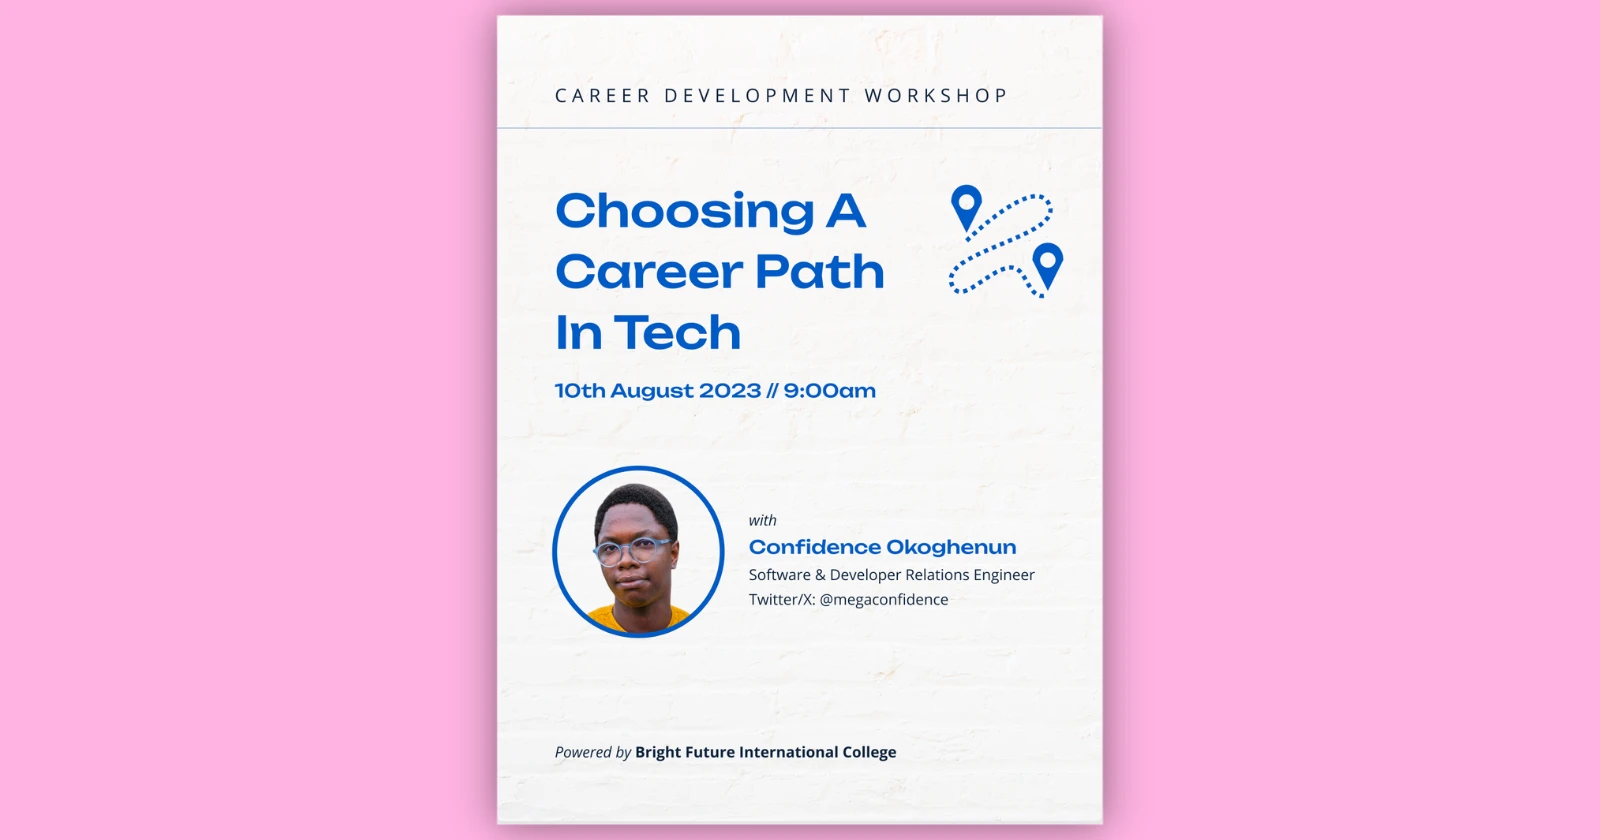 CAREER DEVELOPMENT WORKSHOP
Choosing A
Career Path
In Tech
10th August 2023 // 9:00am
with
Confidence Okoghenun
Software & Developer Relations Engineer
Twitter/X: @megaconfidence
Powered by Bright Future International College